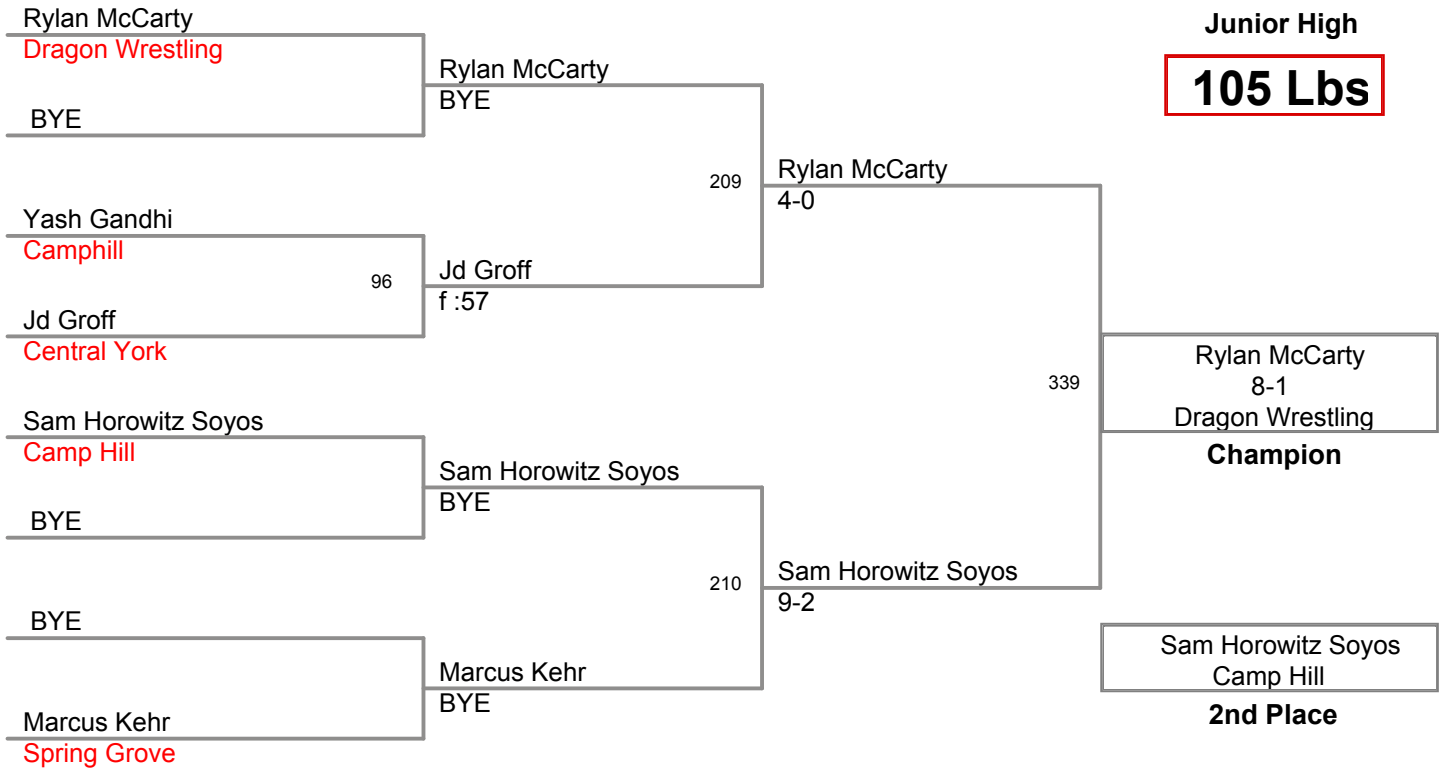 Rylan McCarty
Dragon Wrestling
BYE
Yash Gandhi
Camphill
96
Jd Groff
Central York
Sam Horowitz Soyos
Camp Hill
BYE
BYE
Marcus Kehr
Spring Grove
Rylan McCarty
BYE
209
Jd Groff
f :57
Sam Horowitz Soyos
BYE
210
Marcus Kehr
BYE
Rylan McCarty
4-0
339
Sam Horowitz Soyos
9-2
Junior High
105 Lbs
Rylan McCarty
8-1
Dragon Wrestling
Champion
Sam Horowitz Soyos
Camp Hill
2nd Place